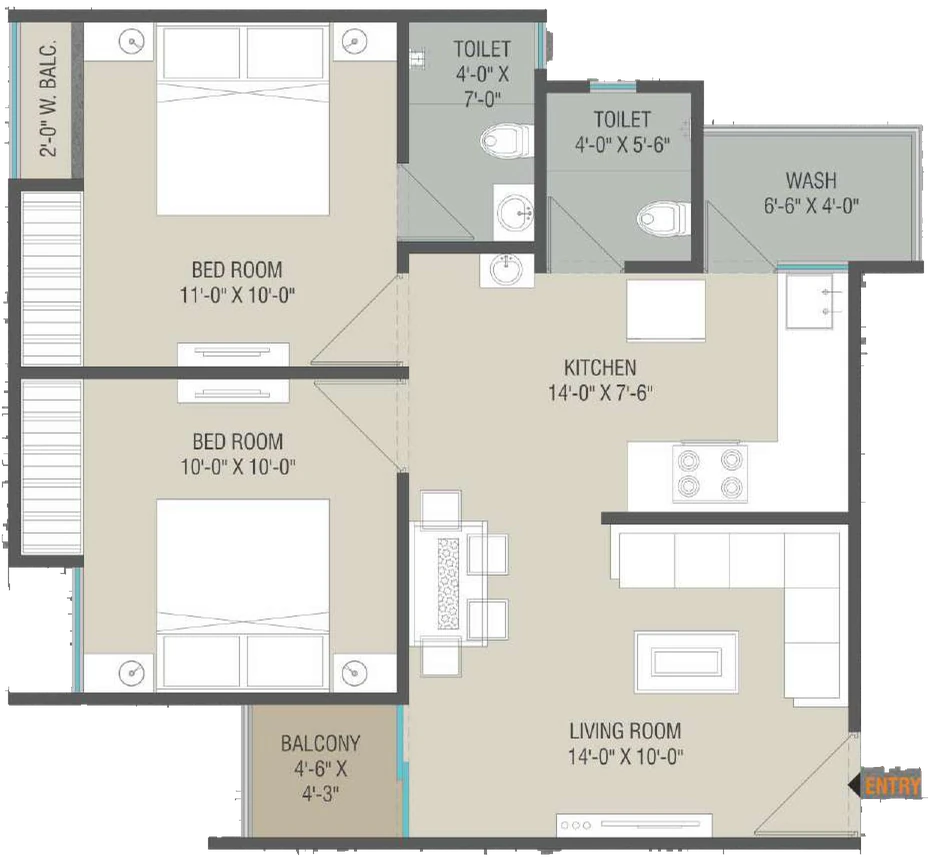 2'-0" W. BALC.
TOILET
4'-0" X
7'-0"
TOILET
4'-0" X 5'-6"
WASH
6'-6" X 4'-0"
BED ROOM
11'-0" X 10'-0"
KITCHEN
14'-0" X 7'-6"
BED ROOM
10'-0" X 10'-0"
LIVING ROOM
14'-0" X 10'-0"
BALCONY
4'-6" X
4'-3"
ENTRY